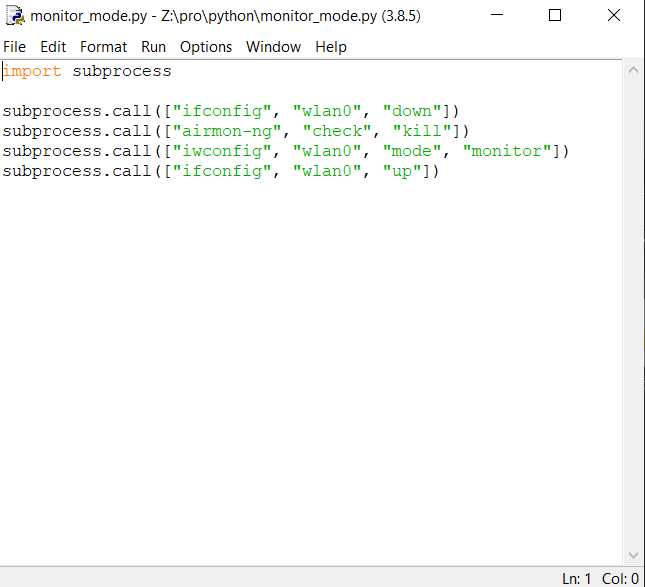 monitor_mode.py - Z:\pro\python\monitor_mode.py (3.8.5)
File Edit Format Run Options Window Help
import subprocess

subprocess.call(["ifconfig", "wlan0", "down"])
subprocess.call(["airmon-ng", "check", "kill"])
subprocess.call(["iwconfig", "wlan0", "mode", "monitor"])
subprocess.call(["ifconfig", "wlan0", "up"])
Ln: 1 Col: 0